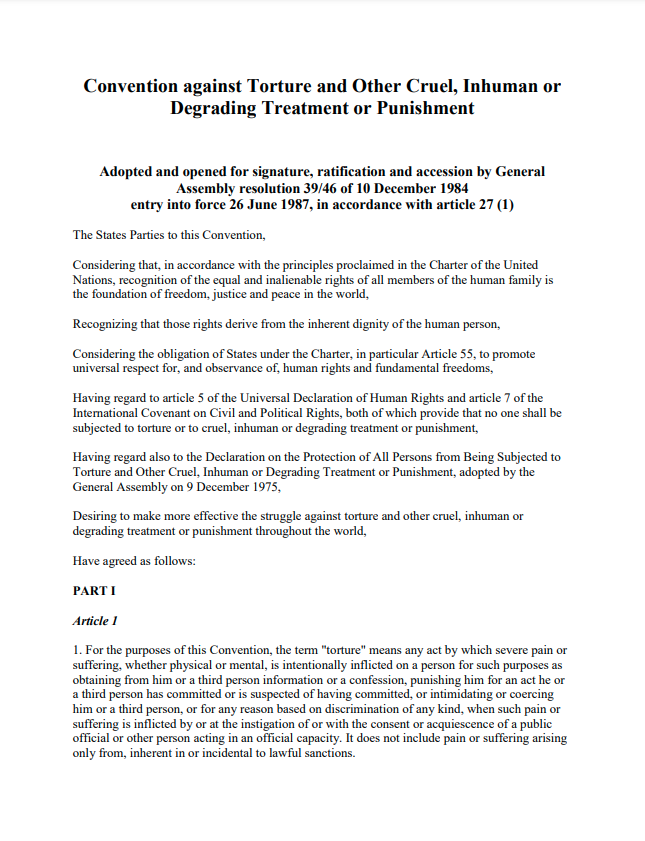 Convention against Torture and Other Cruel, Inhuman or
Degrading Treatment or Punishment
Adopted and opened for signature, ratification and accession by General
Assembly resolution 39/46 of 10 December 1984
entry into force 26 June 1987, in accordance with article 27 (1)
The States Parties to this Convention,
Considering that, in accordance with the principles proclaimed in the Charter of the United
Nations, recognition of the equal and inalienable rights of all members of the human family is
the foundation of freedom, justice and peace in the world,
Recognizing that those rights derive from the inherent dignity of the human person,
Considering the obligation of States under the Charter, in particular Article 55, to promote
universal respect for, and observance of, human rights and fundamental freedoms,
Having regard to article 5 of the Universal Declaration of Human Rights and article 7 of the
International Covenant on Civil and Political Rights, both of which provide that no one shall be
subjected to torture or to cruel, inhuman or degrading treatment or punishment,
Having regard also to the Declaration on the Protection of All Persons from Being Subjected to
Torture and Other Cruel, Inhuman or Degrading Treatment or Punishment, adopted by the
General Assembly on 9 December 1975,
Desiring to make more effective the struggle against torture and other cruel, inhuman or
degrading treatment or punishment throughout the world,
Have agreed as follows:
PART I
Article 1
1. For the purposes of this Convention, the term "torture" means any act by which severe pain or
suffering, whether physical or mental, is intentionally inflicted on a person for such purposes as
obtaining from him or a third person information or a confession, punishing him for an act he or
a third person has committed or is suspected of having committed, or intimidating or coercing
him or a third person, or for any reason based on discrimination of any kind, when such pain or
suffering is inflicted by or at the instigation of or with the consent or acquiescence of a public
official or other person acting in an official capacity. It does not include pain or suffering arising
only from, inherent in or incidental to lawful sanctions.